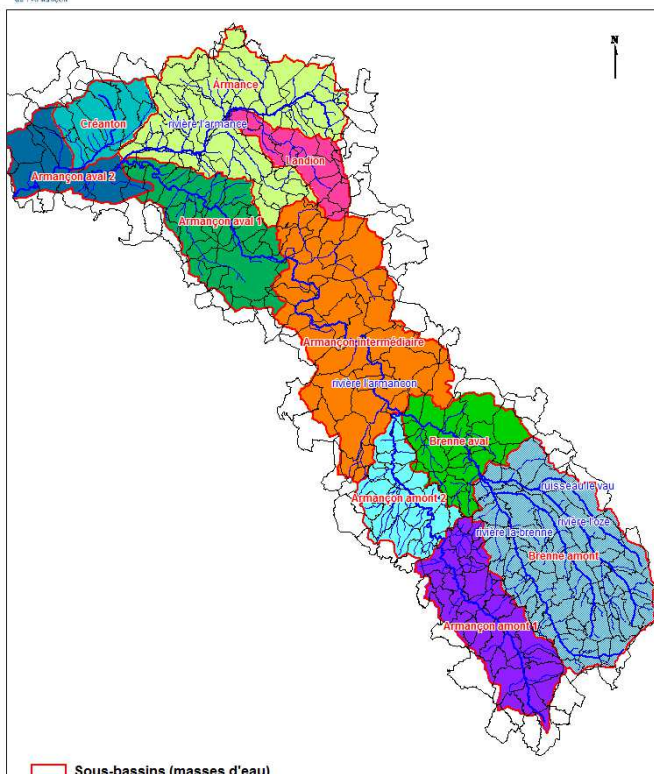 N
Armance
Créanton
rivière l'armance
Landion
Armançon aval 2
Armançon aval 1
Armançon intermédiaire
rivière l'armancon
Brenne aval
ruisseau le vau
Armançon amont 2
rivière l'oze
rivière la brenne
Brenne amont
Armançon amont 1
Sous-bassins (masses d'eau)